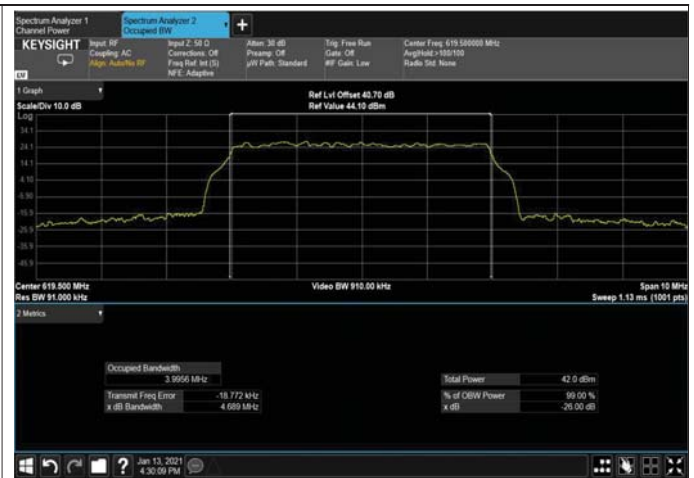 Spectrum Analyzer 1
Channel Power
Spectrum Analyzer 2
Occupied BW
+
KEYSIGHT
LXI
Input: RF
Coupling: AC
Align: Auto/No RF
Input Z: 50 Ω
Corrections: Off
Freq Ref: Int (S)
NFE: Adaptive
Atten: 30 dB
Preamp: Off
µW Path: Standard
Trig: Free Run
Gate: Off
#IF Gain: Low
Center Freq: 619.500000 MHz
Avg|Hold:>100/100
Radio Std: None
1 Graph
Scale/Div 10.0 dB
Ref Lvl Offset 40.70 dB
Ref Value 44.10 dBm
Log
34.1
24.1
14.1
4.10
-5.90
-15.9
-25.9
-35.9
-45.9
Center 619.500 MHz
Res BW 91.000 kHz
Video BW 910.00 kHz
Span 10 MHz
Sweep 1.13 ms (1001 pts)
2 Metrics
Occupied Bandwidth
3.9956 MHz
Transmit Freq Error -18.772 kHz
x dB Bandwidth 4.689 MHz
Total Power 42.0 dBm
% of OBW Power 99.00 %
x dB -26.00 dB
?
Jan 13, 2021
4:30:09 PM